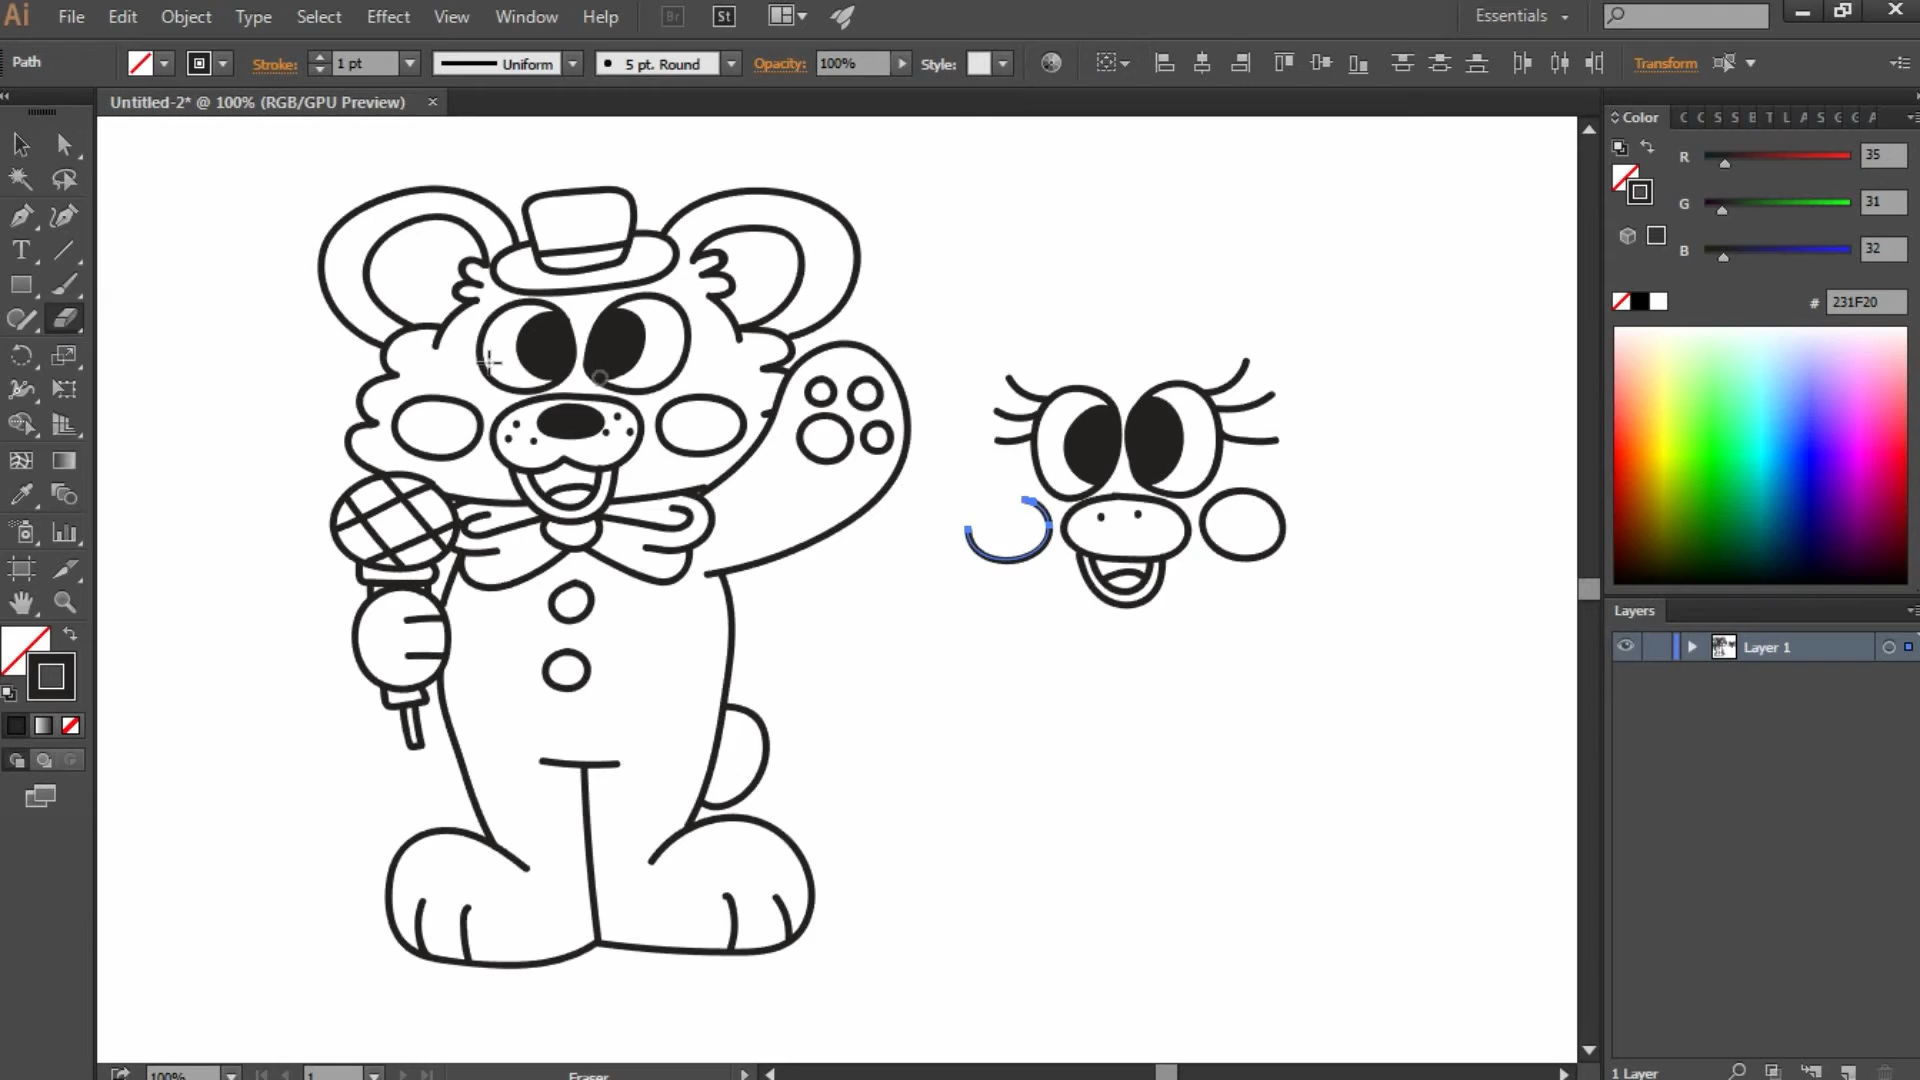 Ai File Edit Object Type Select Effect View Window Help Br St Essentials
Path Stroke: 1 pt Uniform 5 pt. Round Opacity: 100% Style: Transform
Untitled-2* @ 100% (RGB/GPU Preview)
Color C C S S B T L A S G G A
R 35
G 31
B 32
# 231F20
Layers
Layer 1
100% 1 Eraser
1 Layer